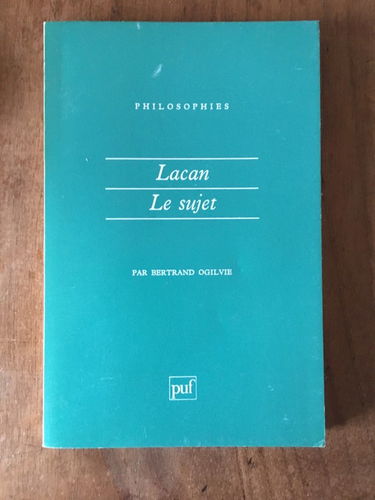 PHILOSOPHIES
Lacan
Le sujet
PAR BERTRAND OGILVIE
puf